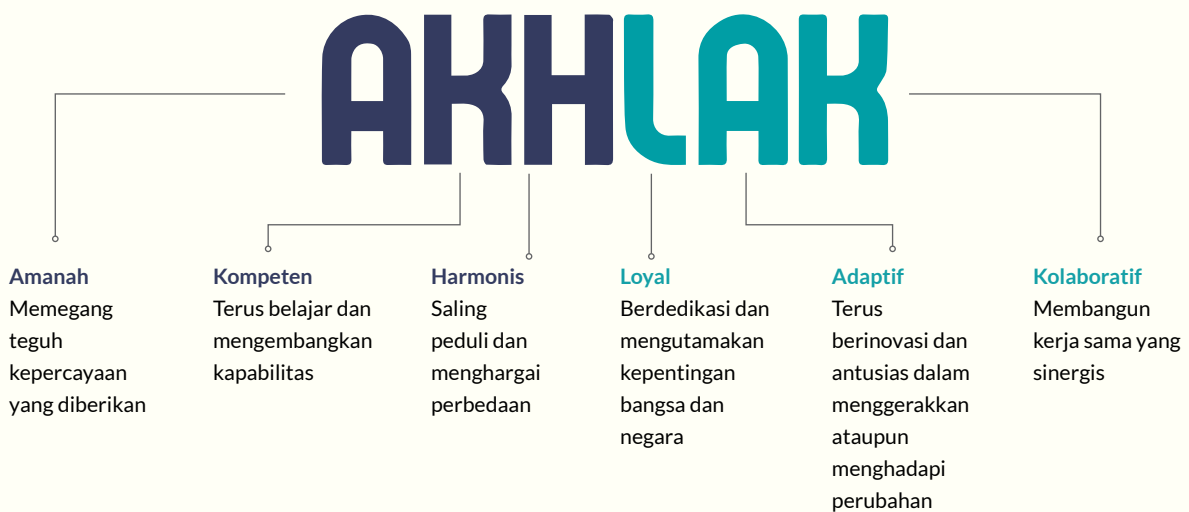 AKHLAK
Amanah
Memegang
teguh
kepercayaan
yang diberikan
Kompeten
Terus belajar dan
mengembangkan
kapabilitas
Harmonis
Saling
peduli dan
menghargai
perbedaan
Loyal
Berdedikasi dan
mengutamakan
kepentingan
bangsa dan
negara
Adaptif
Terus
berinovasi dan
antusias dalam
menggerakkan
ataupun
menghadapi
perubahan
Kolaboratif
Membangun
kerja sama yang
sinergis